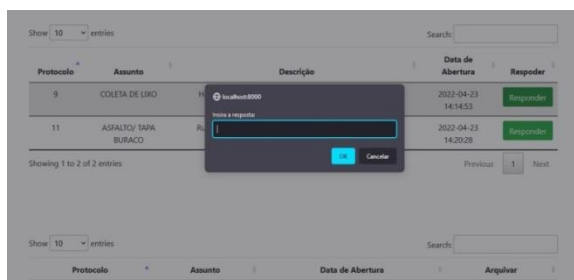 Show 10 entries
Search:
Protocolo Assunto Descrição Data de Abertura Respoder
9 COLETA DE LIXO H 2022-04-23 14:14:53 Responder
localhost:8000
Insira a resposta:
OK Cancelar
11 ASFALTO/ TAPA BURACO Ru 2022-04-23 14:20:28 Responder
Showing 1 to 2 of 2 entries
Previous 1 Next
Show 10 entries
Search:
Protocolo Assunto Data de Abertura Arquivar